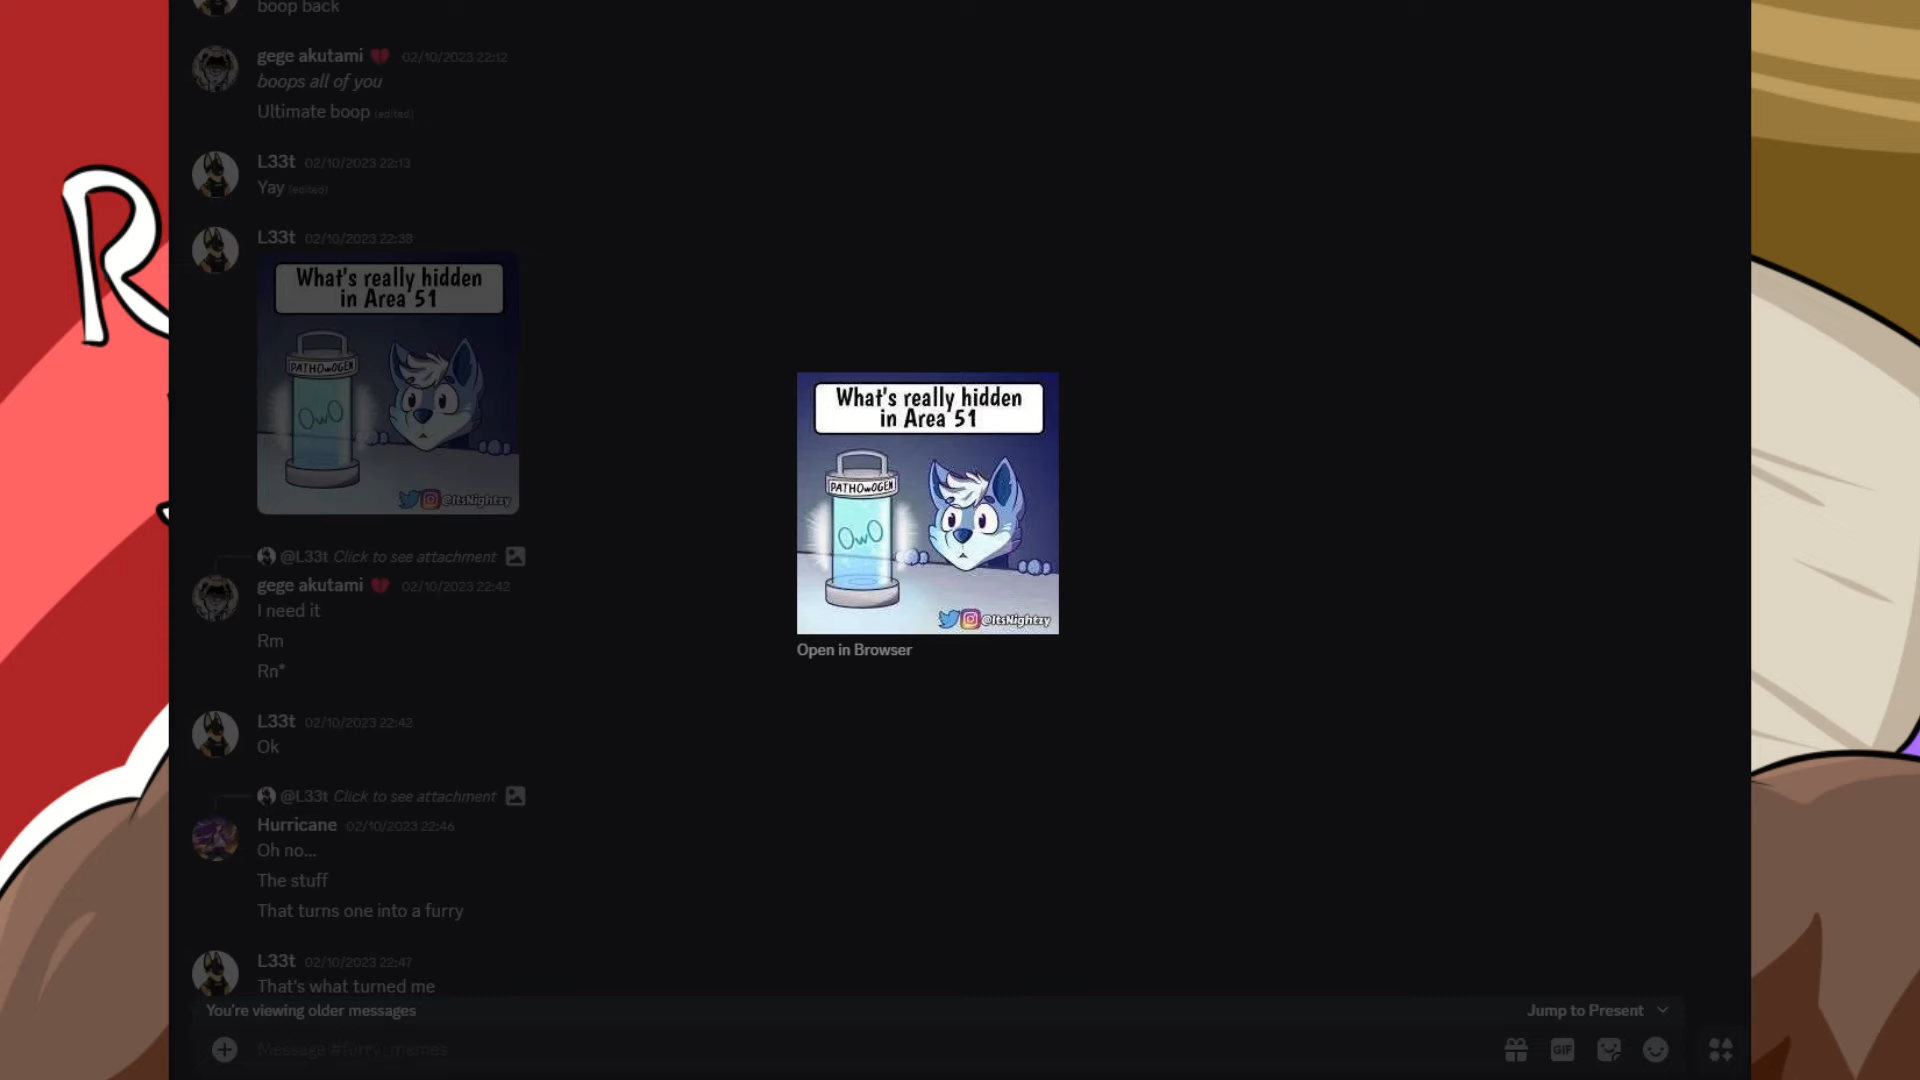 boop back
gege akutami 02/10/2023 22:12
boops all of you
Ultimate boop (edited)
L33t 02/10/2023 22:13
Yay (edited)
L33t 02/10/2023 22:38
What's really hidden
in Area 51
PATHOwOGEN
OwO
@ItsNightzy
@L33t Click to see attachment
gege akutami 02/10/2023 22:42
I need it
Rm
Rn*
L33t 02/10/2023 22:42
Ok
@L33t Click to see attachment
Hurricane 02/10/2023 22:46
Oh no...
The stuff
That turns one into a furry
L33t 02/10/2023 22:47
That's what turned me
You're viewing older messages
Jump to Present
Message #furry_memes
GIF
What's really hidden
in Area 51
PATHOwOGEN
OwO
@ItsNightzy
Open in Browser
R